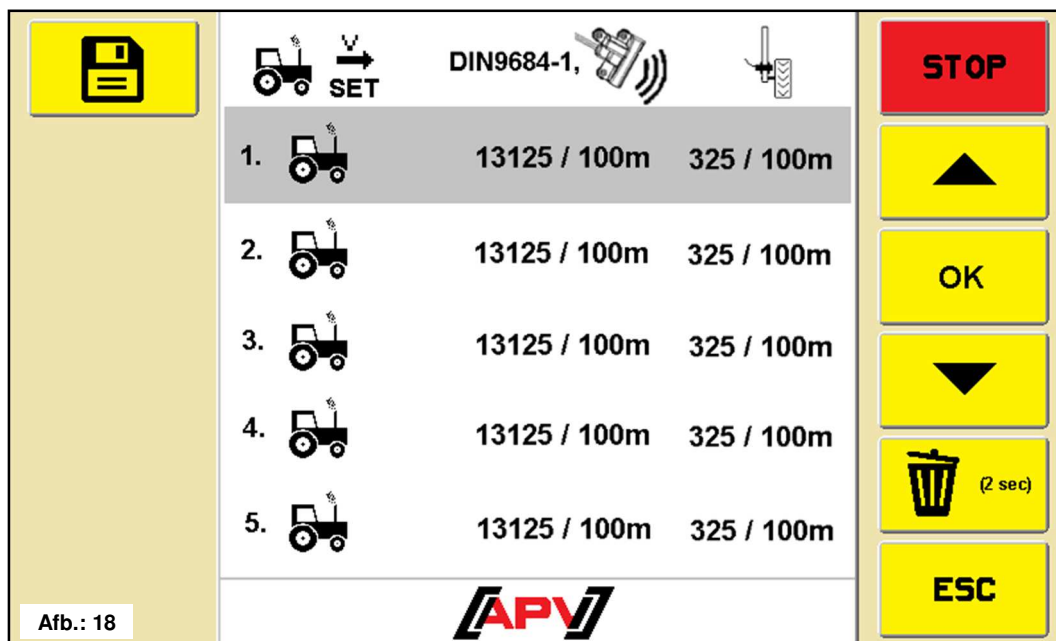 V
SET
DIN9684-1,
STOP
1. 13125 / 100m 325 / 100m
2. 13125 / 100m 325 / 100m
OK
3. 13125 / 100m 325 / 100m
4. 13125 / 100m 325 / 100m
(2 sec)
5. 13125 / 100m 325 / 100m
ESC
APV
Afb.: 18